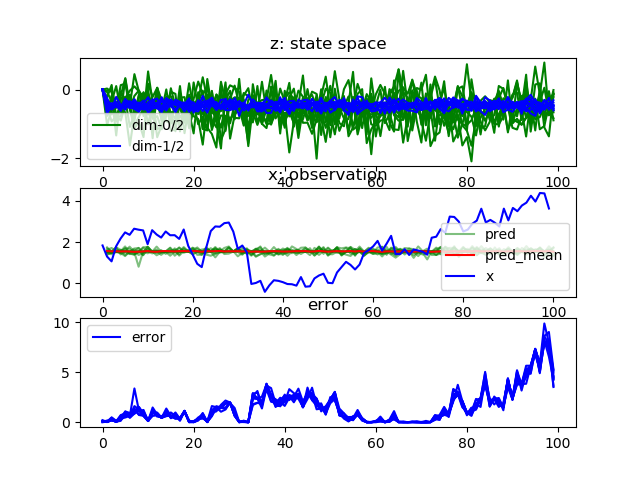 z: state space
0
−2
dim-0/2
dim-1/2
0 20 40 60 80 100
x: observation
4
2
0
pred
pred_mean
x
0 20 40 60 80 100
error
10
5
0
error
0 20 40 60 80 100